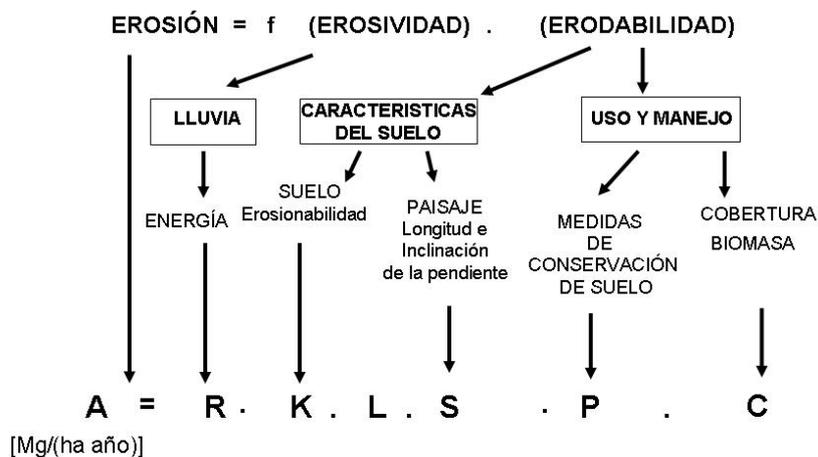 EROSIÓN = f (EROSIVIDAD) . (ERODABILIDAD)
LLUVIA
CARACTERISTICAS
DEL SUELO
USO Y MANEJO
ENERGÍA
SUELO
Erosionabilidad
PAISAJE
Longitud e
Inclinación
de la pendiente
MEDIDAS
DE
CONSERVACIÓN
DE SUELO
COBERTURA
BIOMASA
A = R . K . L . S . P . C
[Mg/(ha año)]